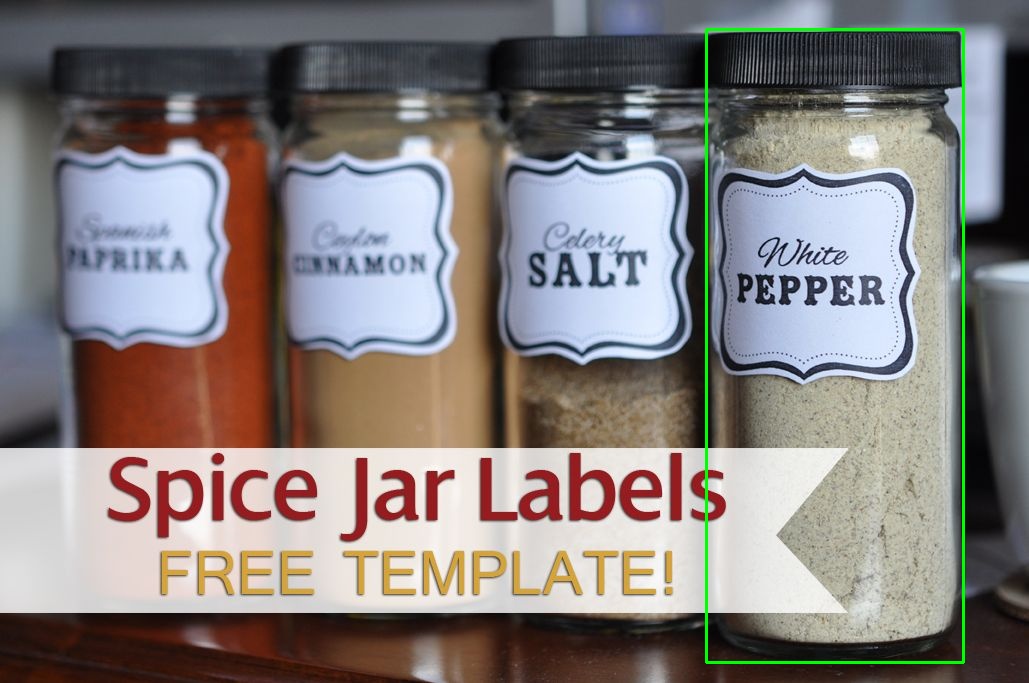 Spanish
PAPRIKA
Ceylon
CINNAMON
Celery
SALT
White
PEPPER
Spice Jar Labels
FREE TEMPLATE!